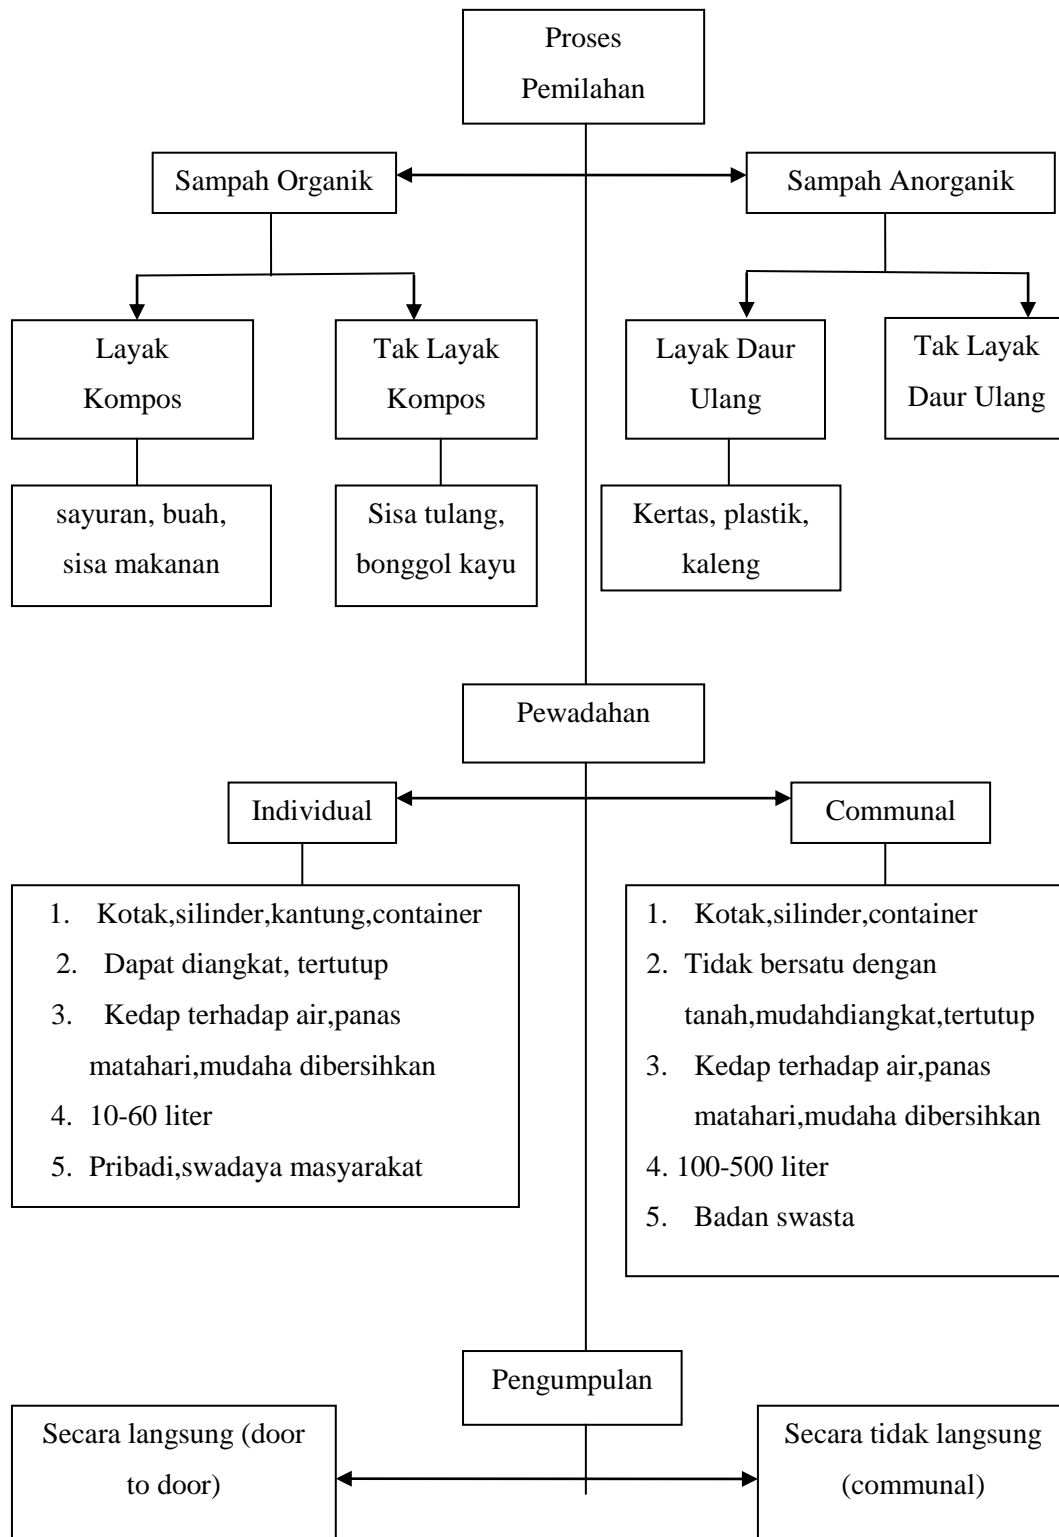 Proses
Pemilahan
Sampah Organik
Sampah Anorganik
Layak
Kompos
Tak Layak
Kompos
Layak Daur
Ulang
Tak Layak
Daur Ulang
sayuran, buah,
sisa makanan
Sisa tulang,
bonggol kayu
Kertas, plastik,
kaleng
Pewadahan
Individual
Communal
1. Kotak,silinder,kantung,container
2. Dapat diangkat, tertutup
3. Kedap terhadap air,panas
matahari,mudaha dibersihkan
4. 10-60 liter
5. Pribadi,swadaya masyarakat
1. Kotak,silinder,container
2. Tidak bersatu dengan
tanah,mudahdiangkat,tertutup
3. Kedap terhadap air,panas
matahari,mudaha dibersihkan
4. 100-500 liter
5. Badan swasta
Pengumpulan
Secara langsung (door
to door)
Secara tidak langsung
(communal)